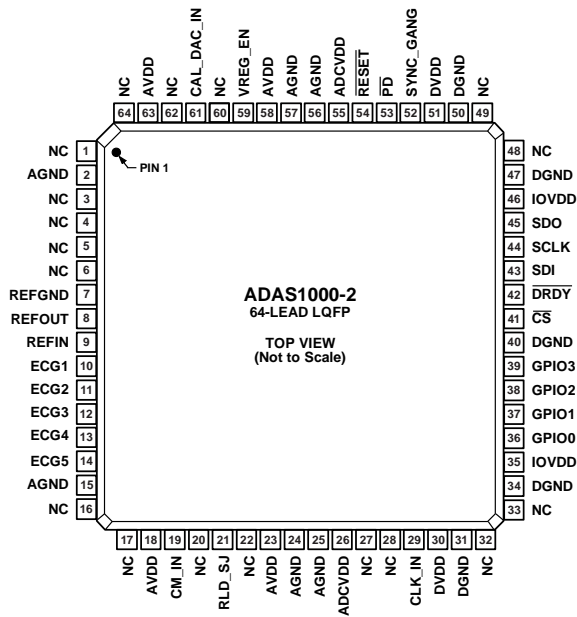 NC AVDD NC CAL_DAC_IN NC VREG_EN AVDD AGND AGND ADCVDD RESET PD SYNC_GANG DVDD DGND NC
64 63 62 61 60 59 58 57 56 55 54 53 52 51 50 49
PIN 1
NC 1
AGND 2
NC 3
NC 4
NC 5
NC 6
REFGND 7
REFOUT 8
REFIN 9
ECG1 10
ECG2 11
ECG3 12
ECG4 13
ECG5 14
AGND 15
NC 16
ADAS1000-2
64-LEAD LQFP
TOP VIEW
(Not to Scale)
48 NC
47 DGND
46 IOVDD
45 SDO
44 SCLK
43 SDI
42 DRDY
41 CS
40 DGND
39 GPIO3
38 GPIO2
37 GPIO1
36 GPIO0
35 IOVDD
34 DGND
33 NC
17 18 19 20 21 22 23 24 25 26 27 28 29 30 31 32
NC AVDD CM_IN NC RLD_SJ NC AVDD AGND AGND ADCVDD NC NC CLK_IN DVDD DGND NC